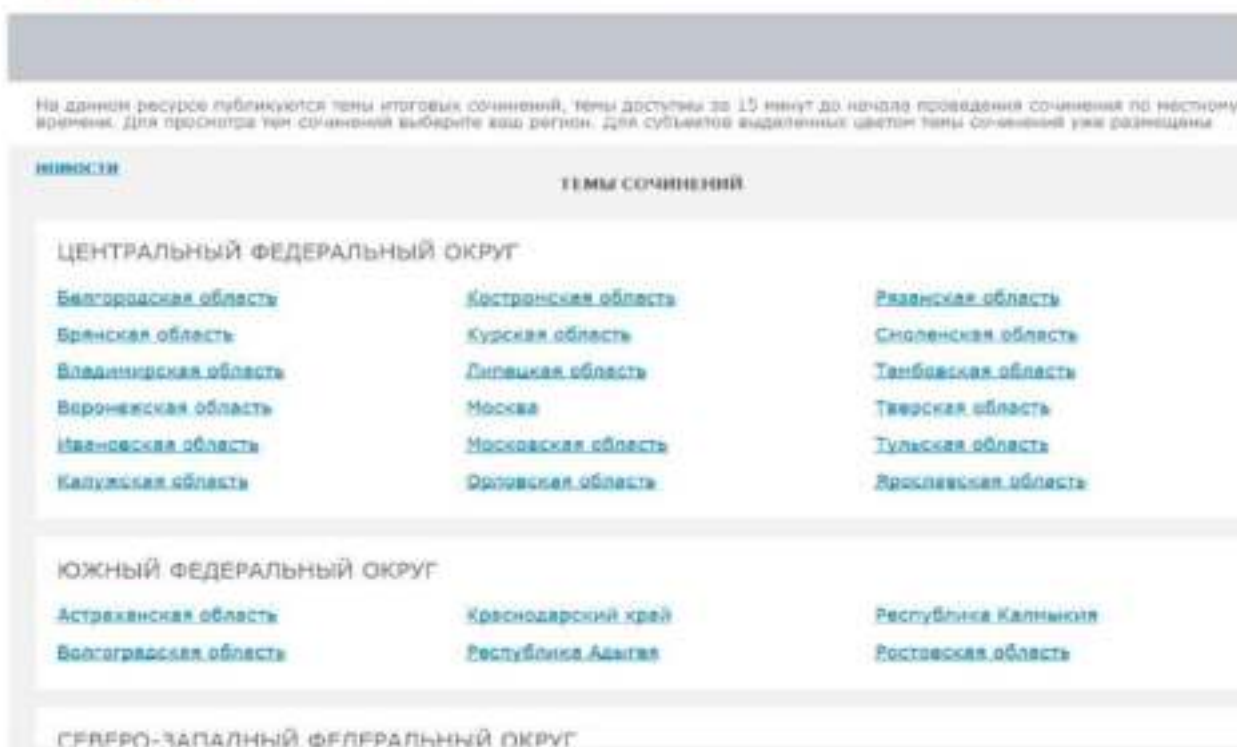 На данном ресурсе публикуются темы итоговых сочинений, темы доступны за 15 минут до начала проведения сочинения по местному
времени. Для просмотра тем сочинений выберите ваш регион. Для субъектов выделенных цветом темы сочинений уже размещены
НОВОСТИ
ТЕМЫ СОЧИНЕНИЙ
ЦЕНТРАЛЬНЫЙ ФЕДЕРАЛЬНЫЙ ОКРУГ
Белгородская область Костромская область Рязанская область
Брянская область Курская область Смоленская область
Владимирская область Липецкая область Тамбовская область
Воронежская область Москва Тверская область
Ивановская область Московская область Тульская область
Калужская область Орловская область Ярославская область
ЮЖНЫЙ ФЕДЕРАЛЬНЫЙ ОКРУГ
Астраханская область Краснодарский край Республика Калмыкия
Волгоградская область Республика Адыгея Ростовская область
СЕВЕРО-ЗАПАДНЫЙ ФЕДЕРАЛЬНЫЙ ОКРУГ